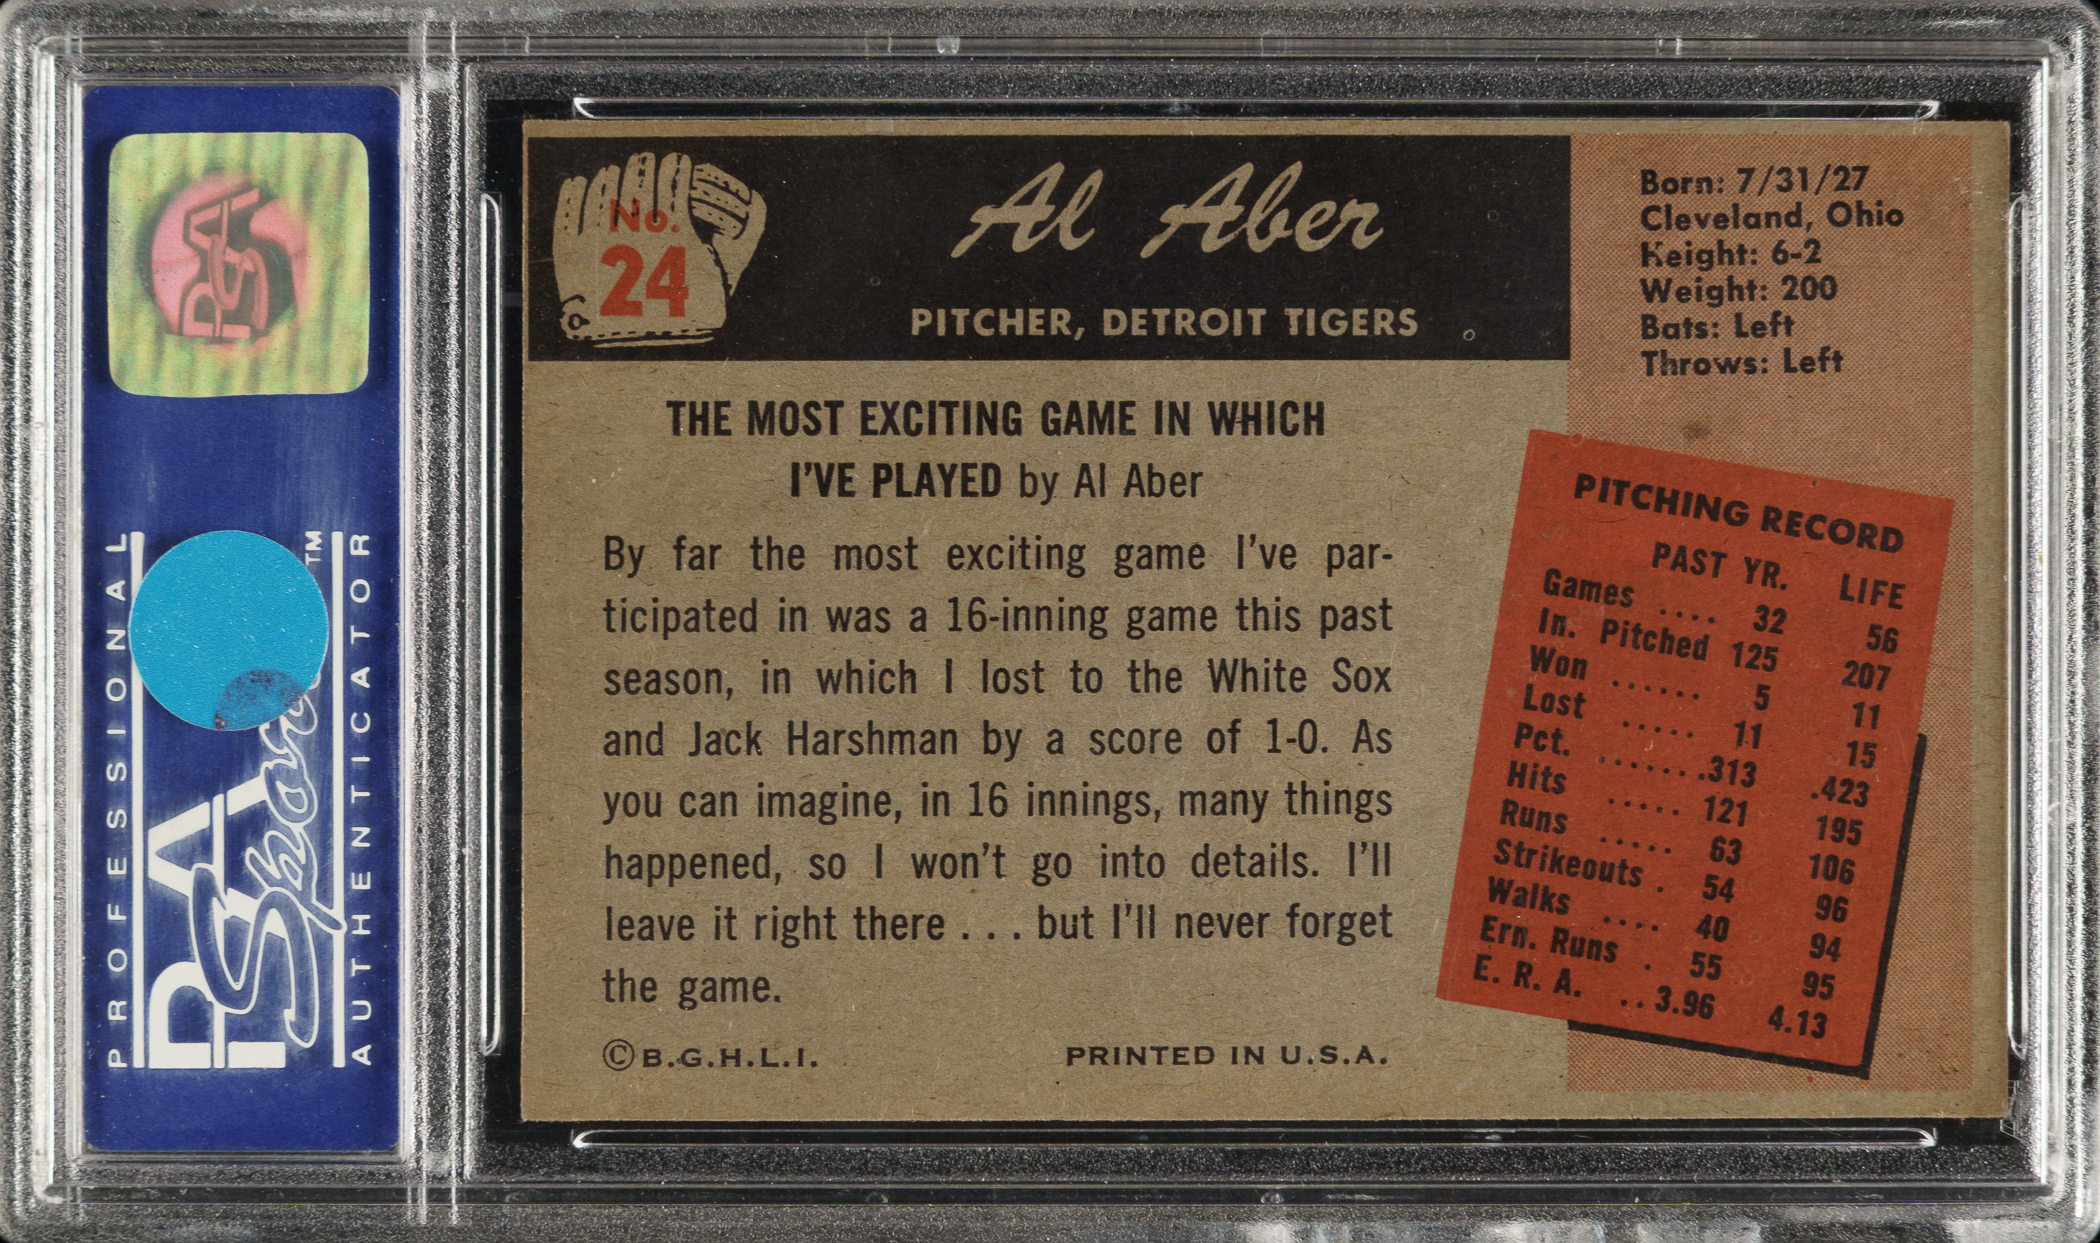 PSA
PROFESSIONAL
PSA
Sports
TM
AUTHENTICATOR
No.
24
Al Aber
PITCHER, DETROIT TIGERS
Born: 7/31/27
Cleveland, Ohio
Height: 6-2
Weight: 200
Bats: Left
Throws: Left
THE MOST EXCITING GAME IN WHICH
I'VE PLAYED by Al Aber
By far the most exciting game I've par-
ticipated in was a 16-inning game this past
season, in which I lost to the White Sox
and Jack Harshman by a score of 1-0. As
you can imagine, in 16 innings, many things
happened, so I won't go into details. I'll
leave it right there . . . but I'll never forget
the game.
©B.G.H.L.I. PRINTED IN U.S.A.
PITCHING RECORD
PAST YR. LIFE
Games .... 32 56
In. Pitched 125 207
Won ...... 5 11
Lost ..... 11 15
Pct. .......313 .423
Hits ..... 121 195
Runs ..... 63 106
Strikeouts . 54 96
Walks .... 40 94
Ern. Runs . 55 95
E. R. A. .. 3.96 4.13